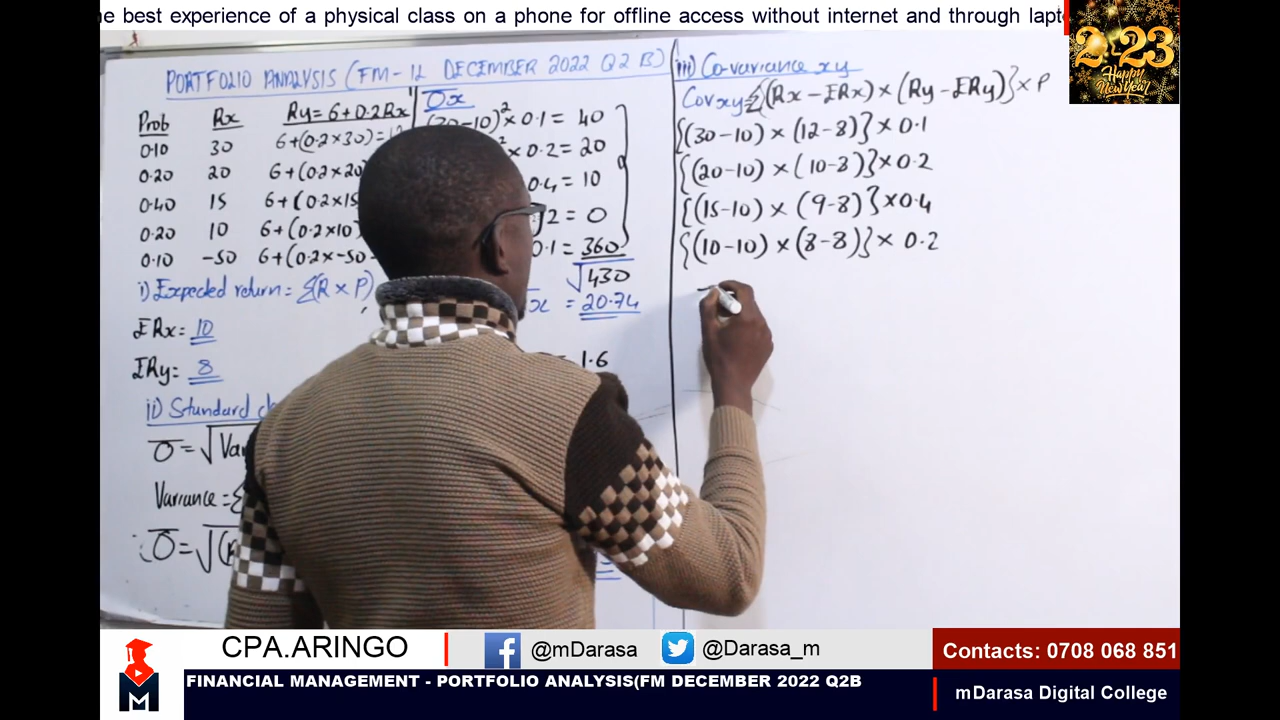 he best experience of a physical class on a phone for offline access without internet and through lapt
2023
Happy
New Year
PORTFOLIO ANALYSIS (FM-12 DECEMBER 2022 Q2 B)
Prob Rx Ry = 6+0.2Rx
0.10 30 6+(0.2×30)=12
0.20 20 6+(0.2×20)
0.40 15 6+(0.2×15
0.20 10 6+(0.2×10)
0.10 -50 6+(0.2×-50
i) Expected return = Σ(R × P)
ERx = 10
ERy = 8
ii) Standard
σ = √Var
Variance = Σ
σ = √(R
σx
(30-10)² × 0.1 = 40
² × 0.2 = 20
0.4 = 10
2 = 0
0.1 = 360
√430
x = 20.74
= 1.6
iii) Co-variance xy
Cov xy = Σ{(Rx - ERx) × (Ry - ERy)} × P
{(30-10) × (12-8)} × 0.1
{(20-10) × (10-8)} × 0.2
{(15-10) × (9-8)} × 0.4
{(10-10) × (8-8)} × 0.2
CPA.ARINGO
@mDarasa
@Darasa_m
Contacts: 0708 068 851
FINANCIAL MANAGEMENT - PORTFOLIO ANALYSIS(FM DECEMBER 2022 Q2B
mDarasa Digital College